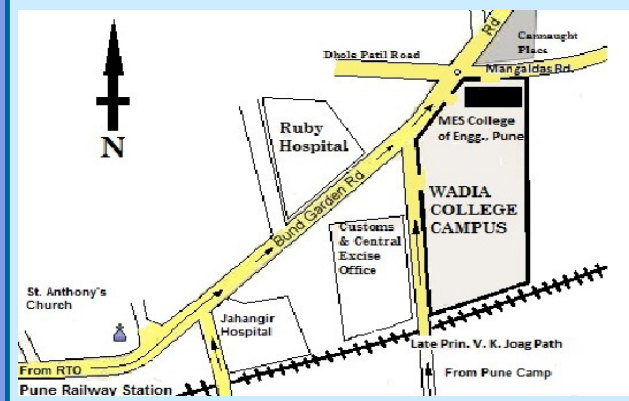 Rd
Cannaught
Place
Dhole Patil Road
Mangaldas Rd.
MES College
of Engg., Pune
Ruby
Hospital
N
WADIA
COLLEGE
CAMPUS
Bund Garden Rd
Customs
& Central
Excise
Office
St. Anthony's
Church
Jahangir
Hospital
Late Prin. V. K. Joag Path
From RTO
From Pune Camp
Pune Railway Station